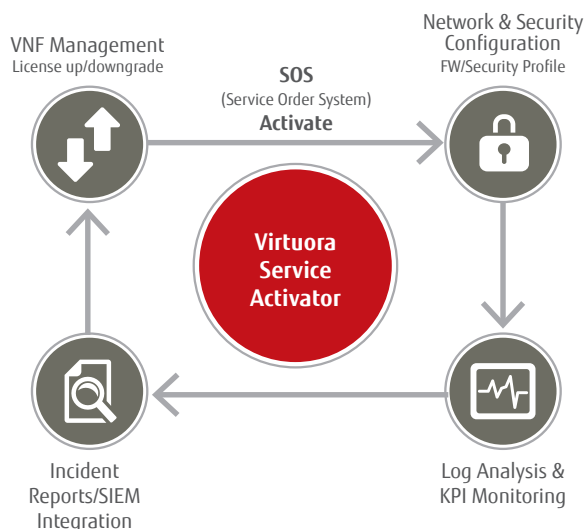 VNF Management
License up/downgrade
SOS
(Service Order System)
Activate
Network & Security
Configuration
FW/Security Profile
Virtuora
Service
Activator
Incident
Reports/SIEM
Integration
Log Analysis &
KPI Monitoring